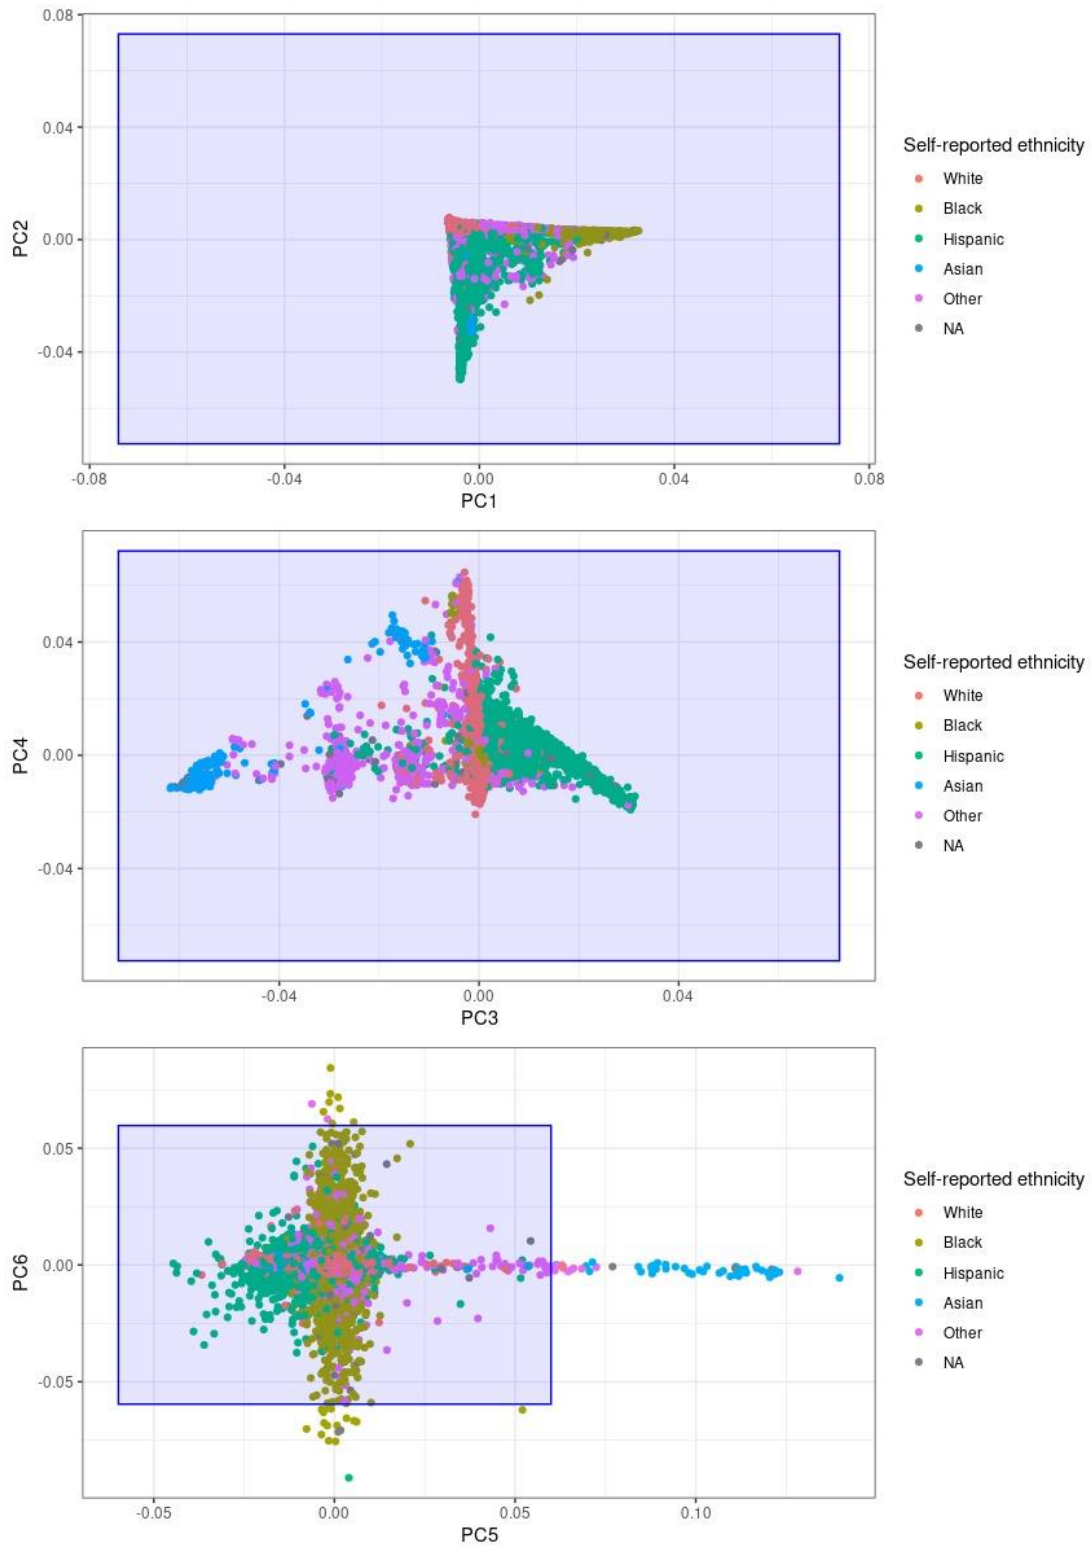 0.08
0.04
0.00
-0.04
PC2
-0.08
-0.04
0.00
0.04
0.08
PC1
Self-reported ethnicity
White
Black
Hispanic
Asian
Other
NA
0.04
0.00
-0.04
PC4
-0.04
0.00
0.04
PC3
Self-reported ethnicity
White
Black
Hispanic
Asian
Other
NA
0.05
0.00
-0.05
PC6
-0.05
0.00
0.05
0.10
PC5
Self-reported ethnicity
White
Black
Hispanic
Asian
Other
NA